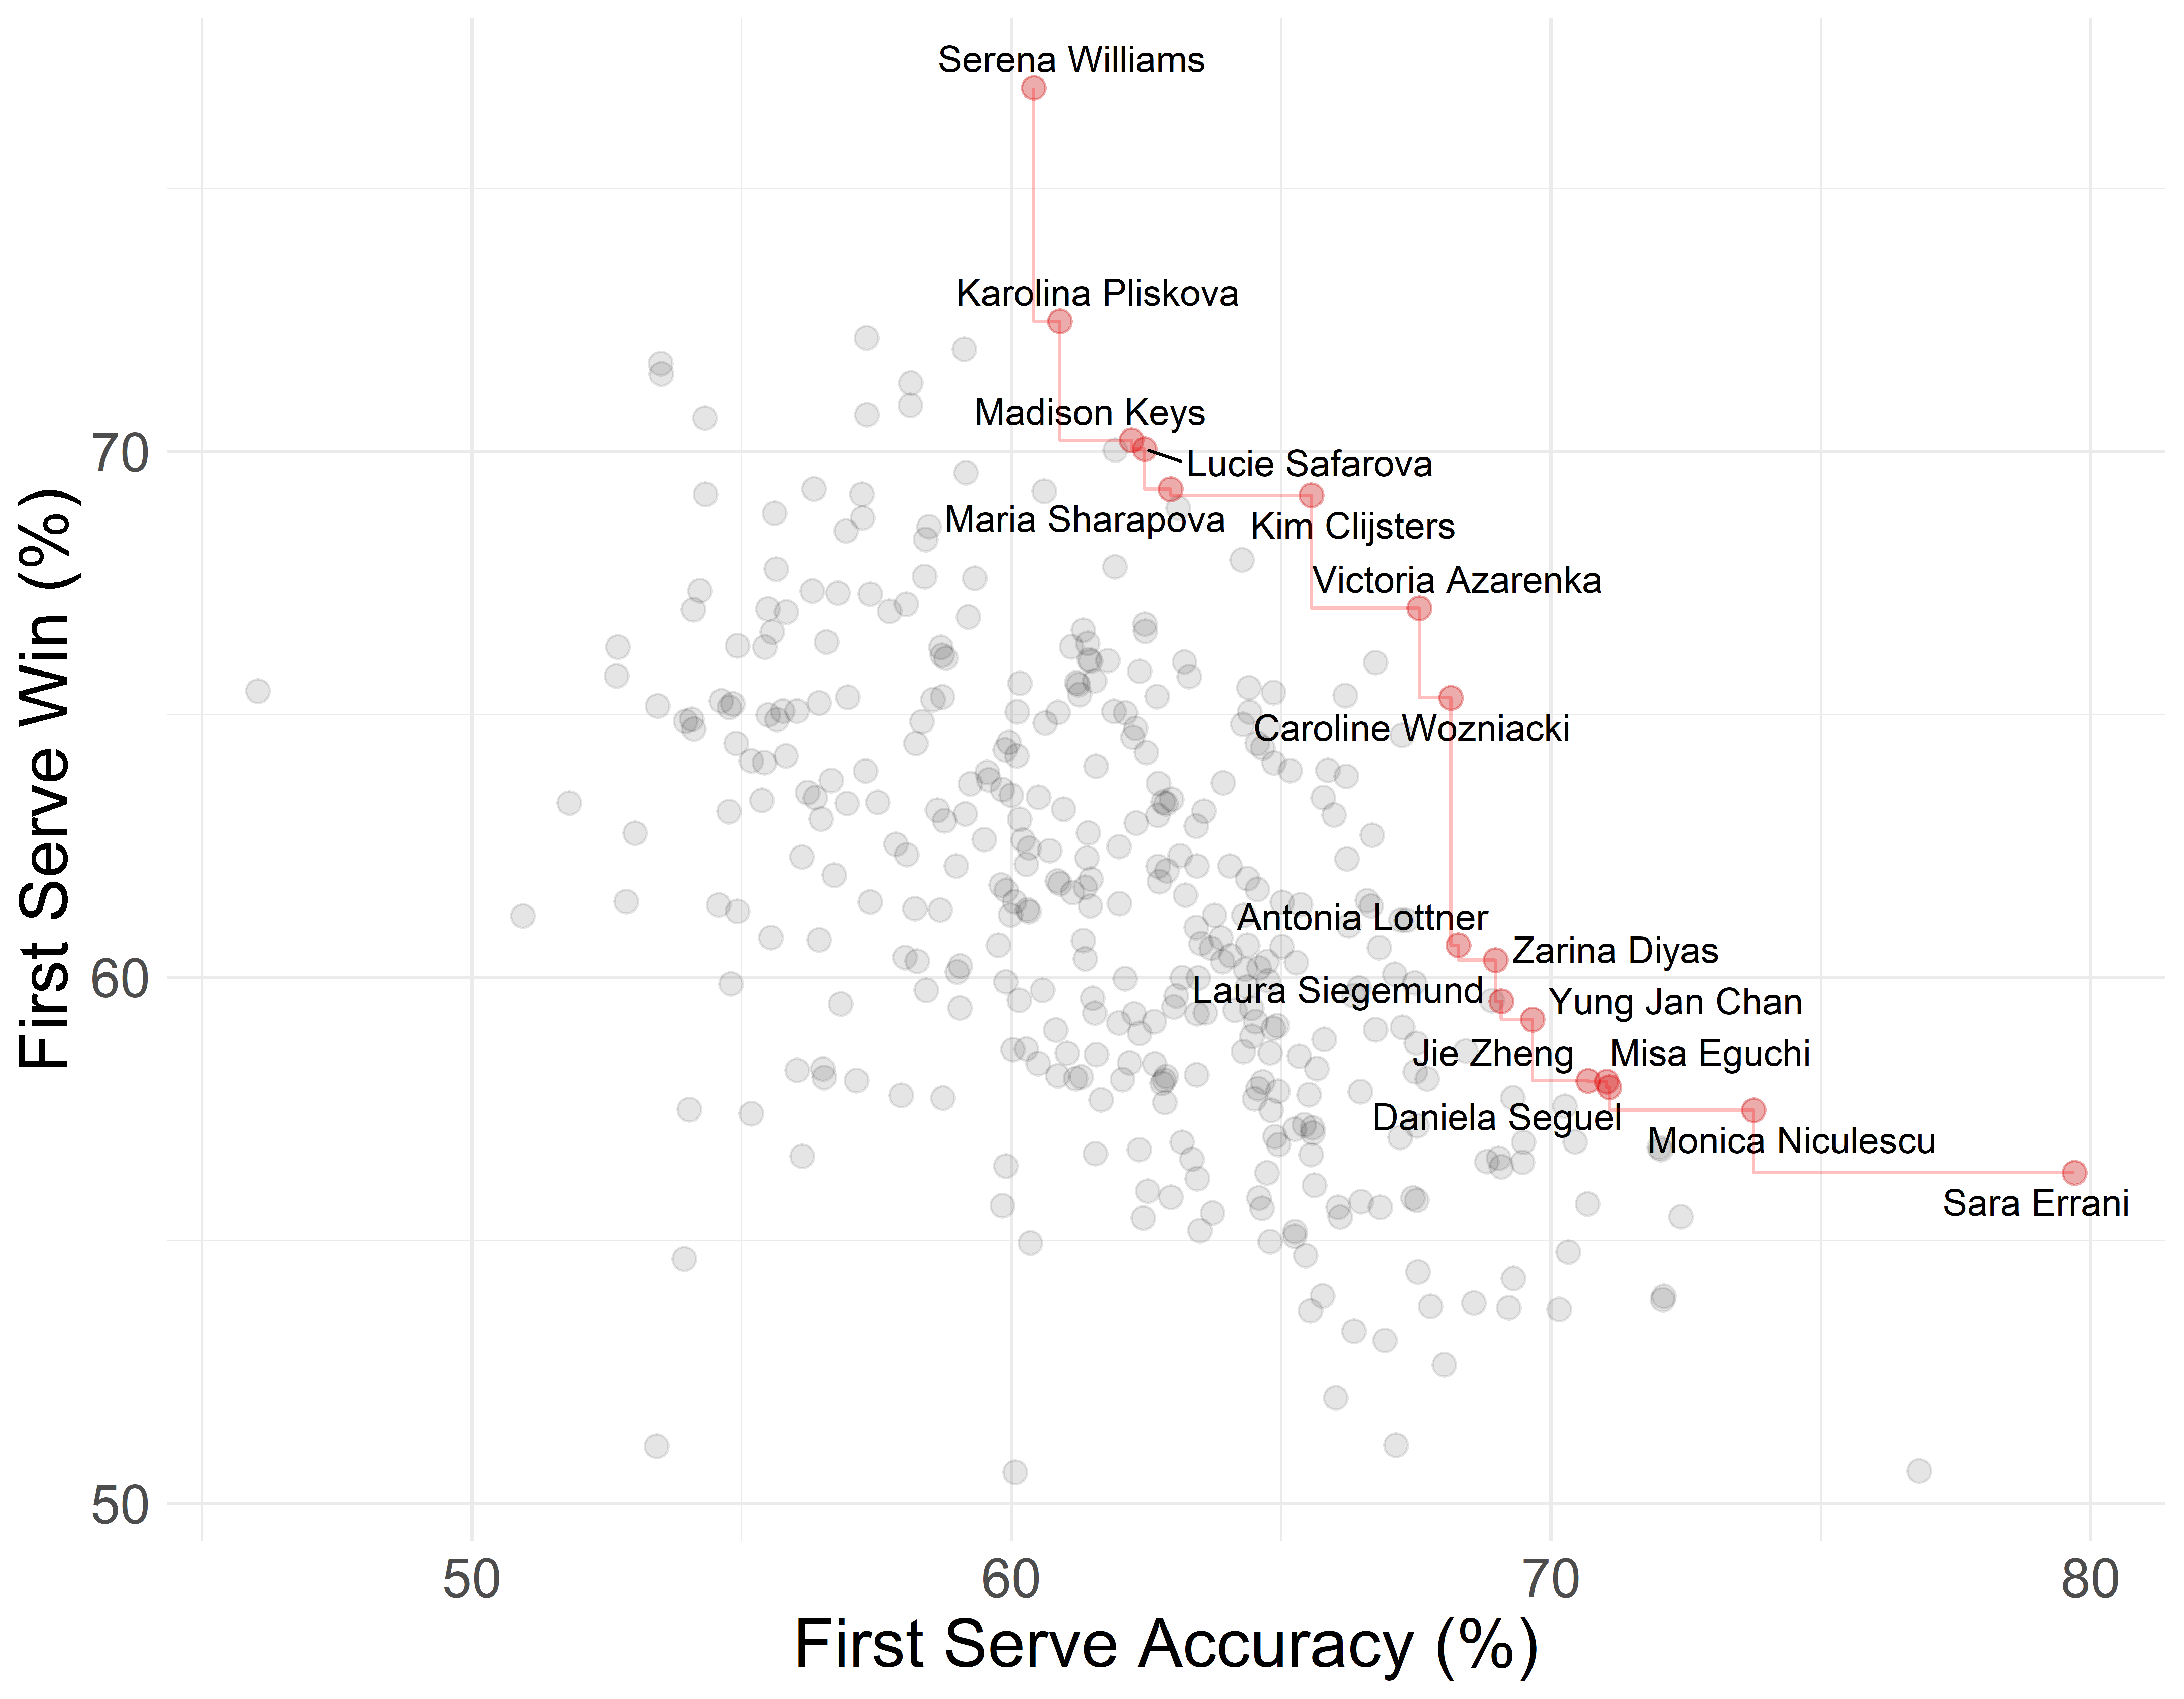 Serena Williams
Karolina Pliskova
Madison Keys
70
Lucie Safarova
Maria Sharapova
Kim Clijsters
Victoria Azarenka
Caroline Wozniacki
First Serve Win (%)
Antonia Lottner
Zarina Diyas
60
Laura Siegemund
Yung Jan Chan
Jie Zheng
Misa Eguchi
Daniela Seguel
Monica Niculescu
Sara Errani
50
50
60
70
80
First Serve Accuracy (%)